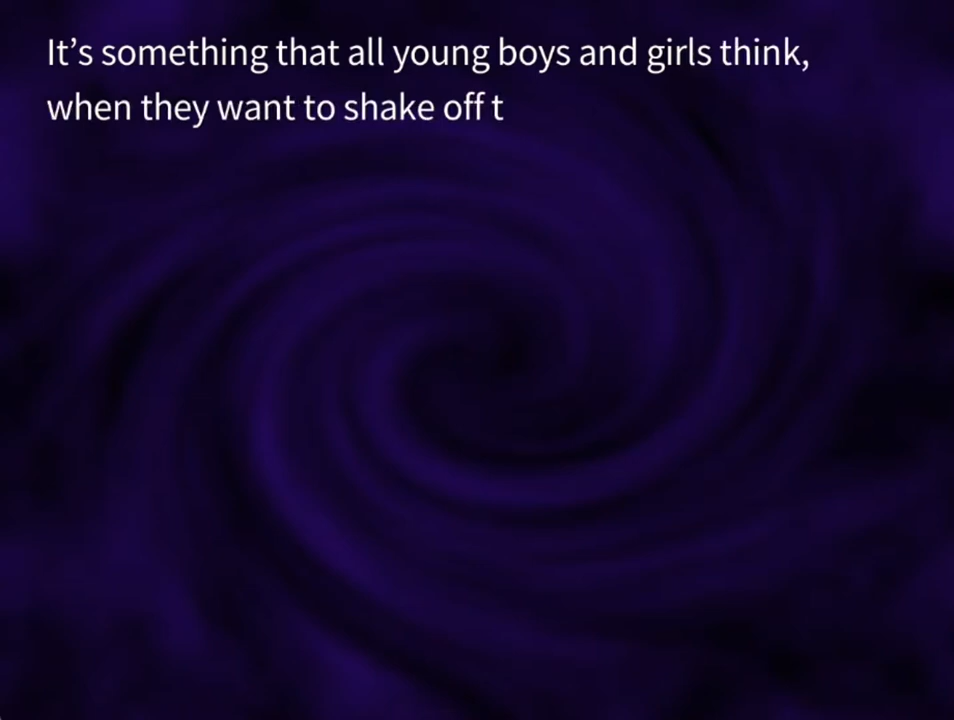 It’s something that all young boys and girls think,
when they want to shake off t